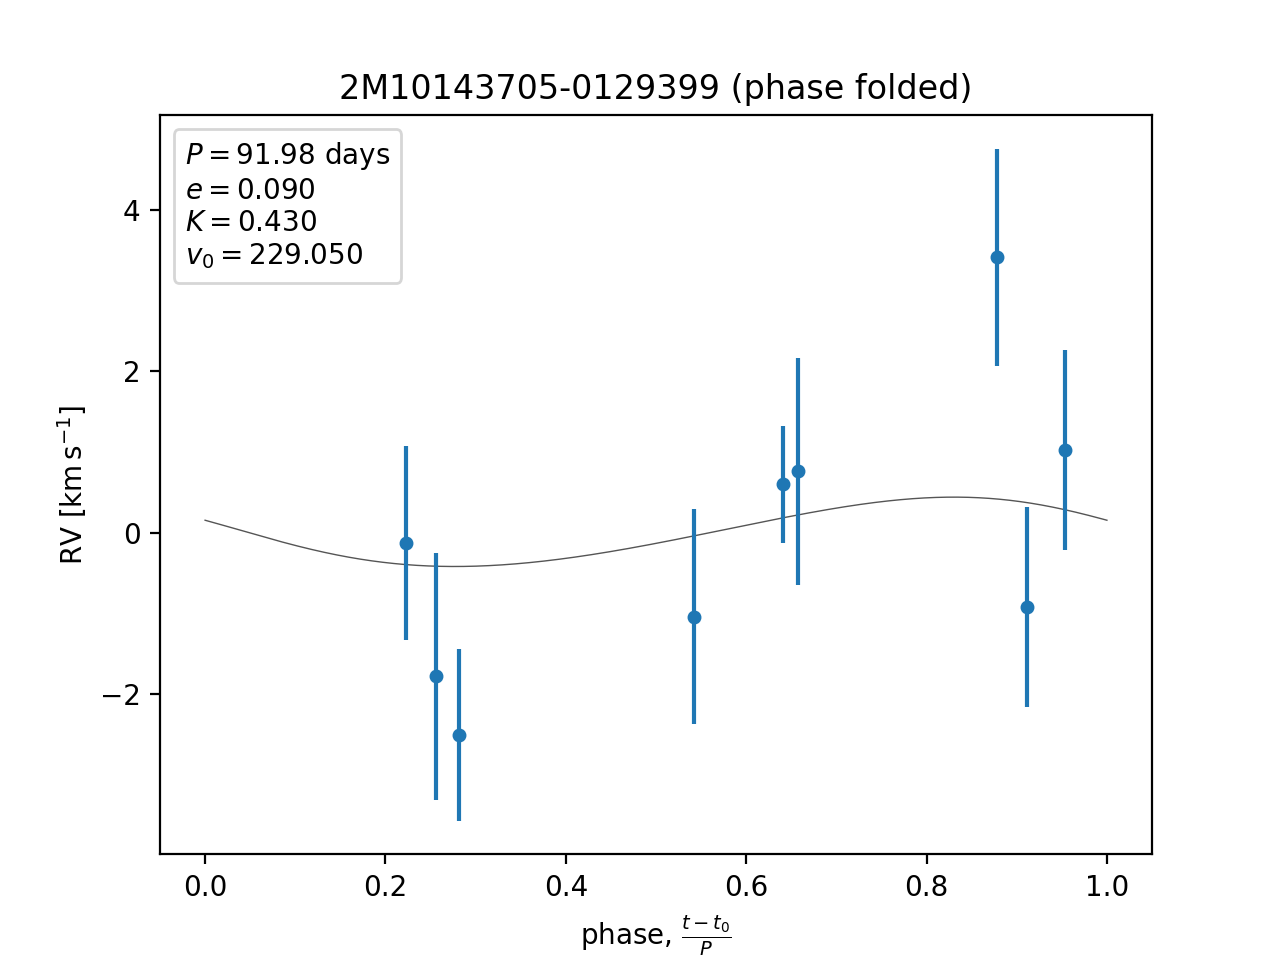 2M10143705-0129399 (phase folded)
P = 91.98 days
e = 0.090
K = 0.430
v₀ = 229.050
4
2
0
−2
RV [km s⁻¹]
0.0 0.2 0.4 0.6 0.8 1.0
phase, (t − t₀)/P